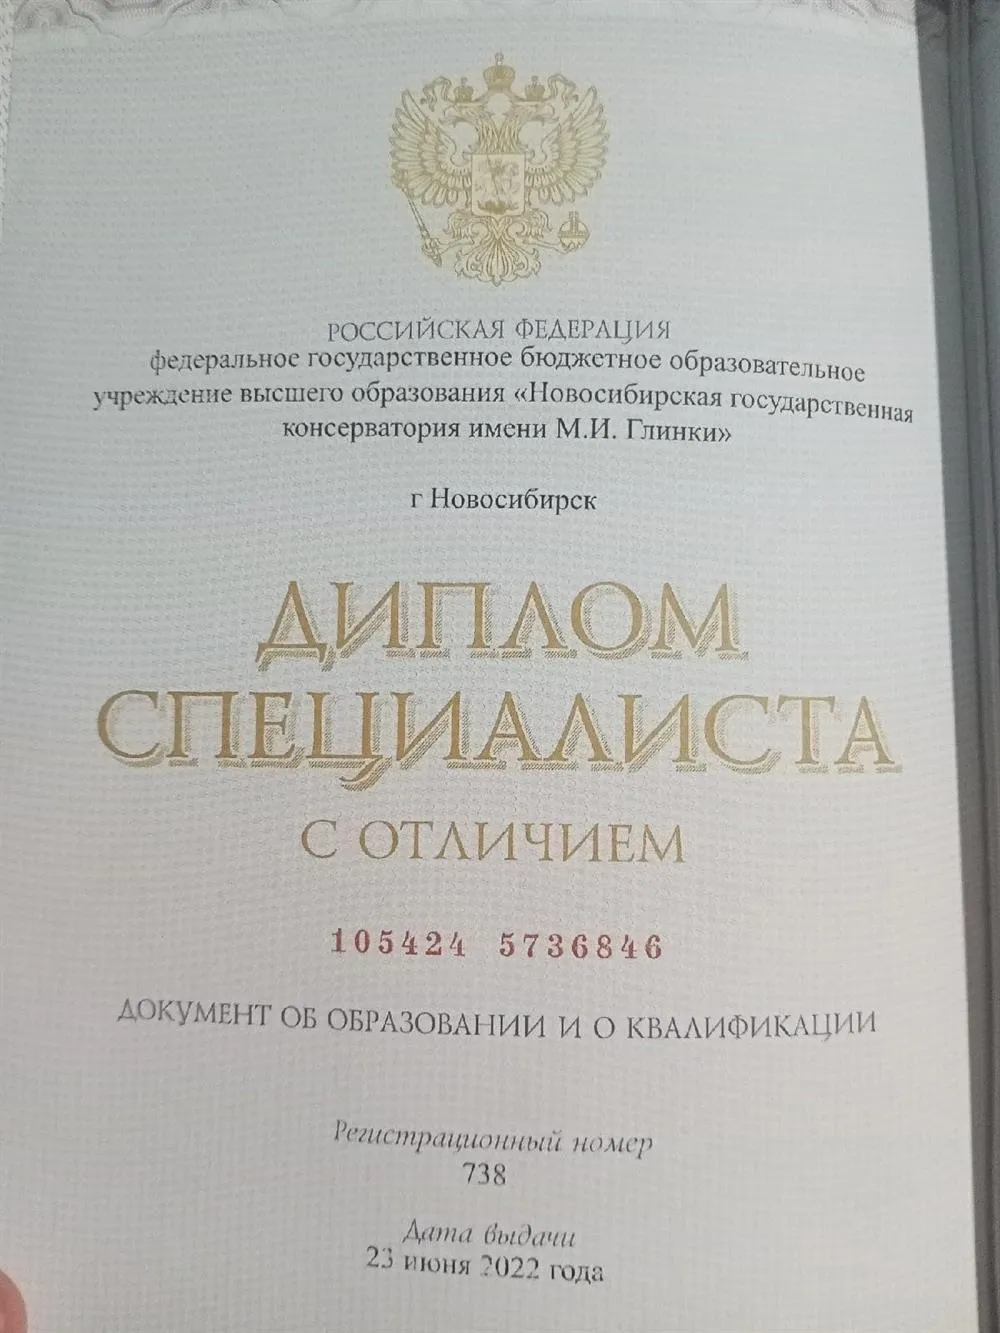 РОССИЙСКАЯ ФЕДЕРАЦИЯ
федеральное государственное бюджетное образовательное
учреждение высшего образования «Новосибирская государственная
консерватория имени М.И. Глинки»
г Новосибирск
ДИПЛОМ
СПЕЦИАЛИСТА
С ОТЛИЧИЕМ
105424 5736846
ДОКУМЕНТ ОБ ОБРАЗОВАНИИ И О КВАЛИФИКАЦИИ
Регистрационный номер
738
Дата выдачи
23 июня 2022 года